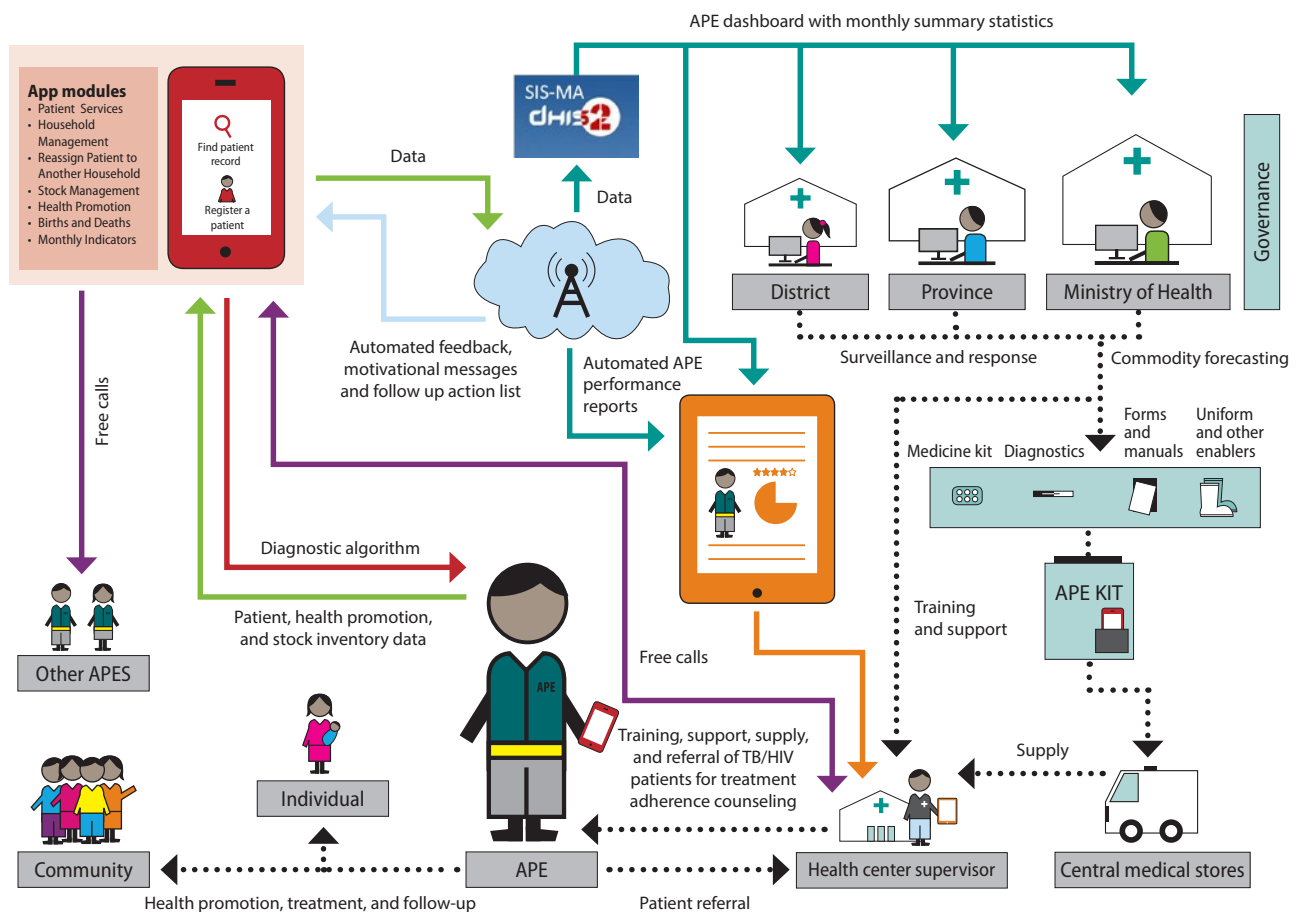 APE dashboard with monthly summary statistics
App modules
• Patient Services
• Household
Management
• Reassign Patient to
Another Household
• Stock Management
• Health Promotion
• Births and Deaths
• Monthly Indicators
Find patient
record
Register a
patient
Data
SIS-MA
dhis2
Data
District
Province
Ministry of Health
Governance
Automated feedback,
motivational messages
and follow up action list
Automated APE
performance
reports
Surveillance and response
Commodity forecasting
Free calls
Medicine kit
Diagnostics
Forms
and
manuals
Uniform
and other
enablers
Diagnostic algorithm
Patient, health promotion,
and stock inventory data
APE KIT
Training
and support
Other APES
Free calls
APE
Training, support, supply,
and referral of TB/HIV
patients for treatment
adherence counseling
Supply
Individual
Community
APE
Health center supervisor
Central medical stores
Health promotion, treatment, and follow-up
Patient referral